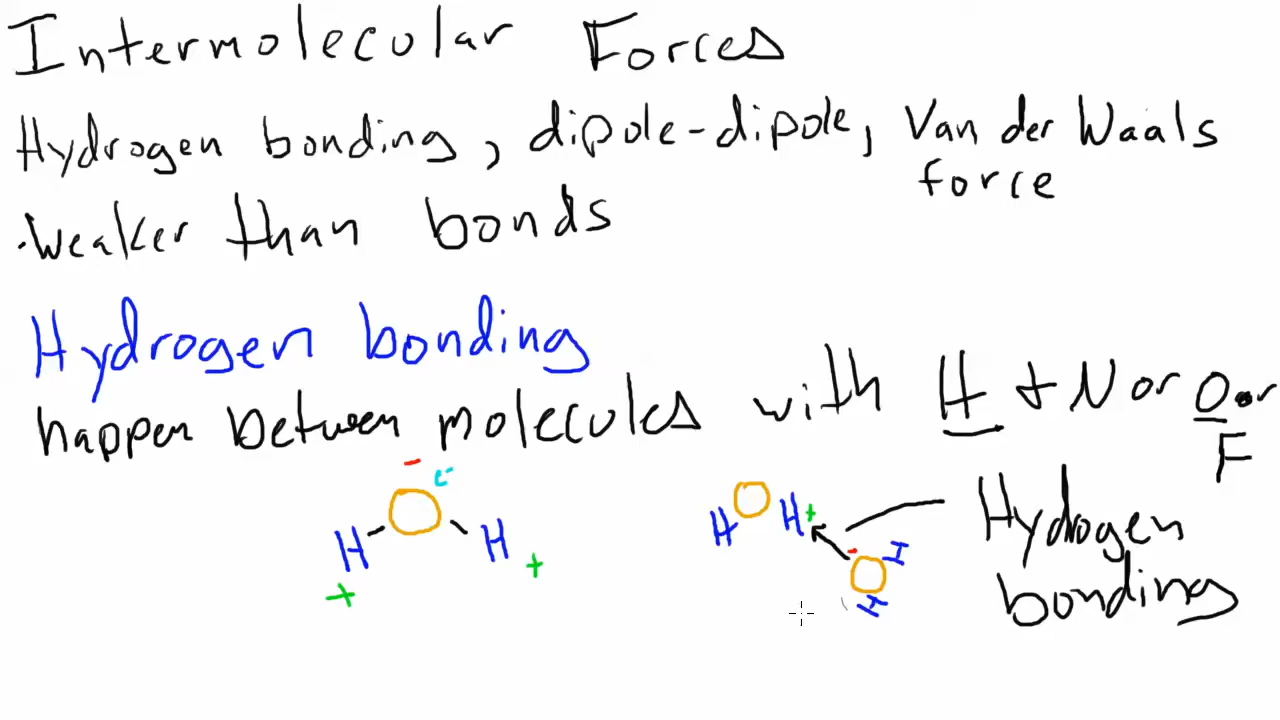 Intermolecular Forces
Hydrogen bonding, dipole-dipole, Van der Waals
force
·Weaker than bonds
Hydrogen bonding
happen between molecules with H + N or O or
F
- e-
H H + - H
+ +
O H
H
Hydrogen
bonding